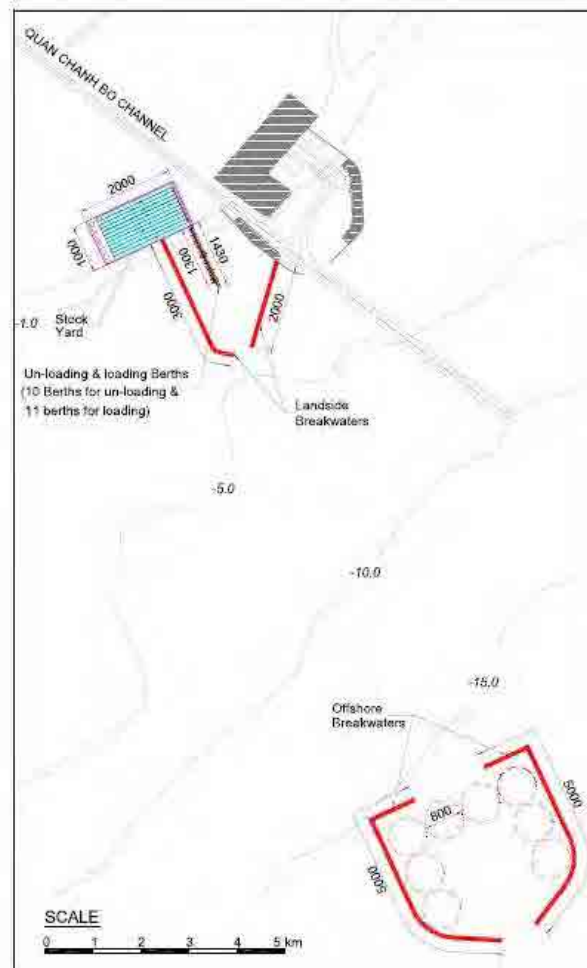 QUAN CHANH BO CHANNEL
2000
1000
1430
1300
3000
2000
-1.0
Stock
Yard
Un-loading & loading Berths
(10 Berths for un-loading &
11 berths for loading)
Landside
Breakwaters
-5.0
-10.0
-15.0
Offshore
Breakwaters
600
5000
5000
SCALE
0 1 2 3 4 5 km